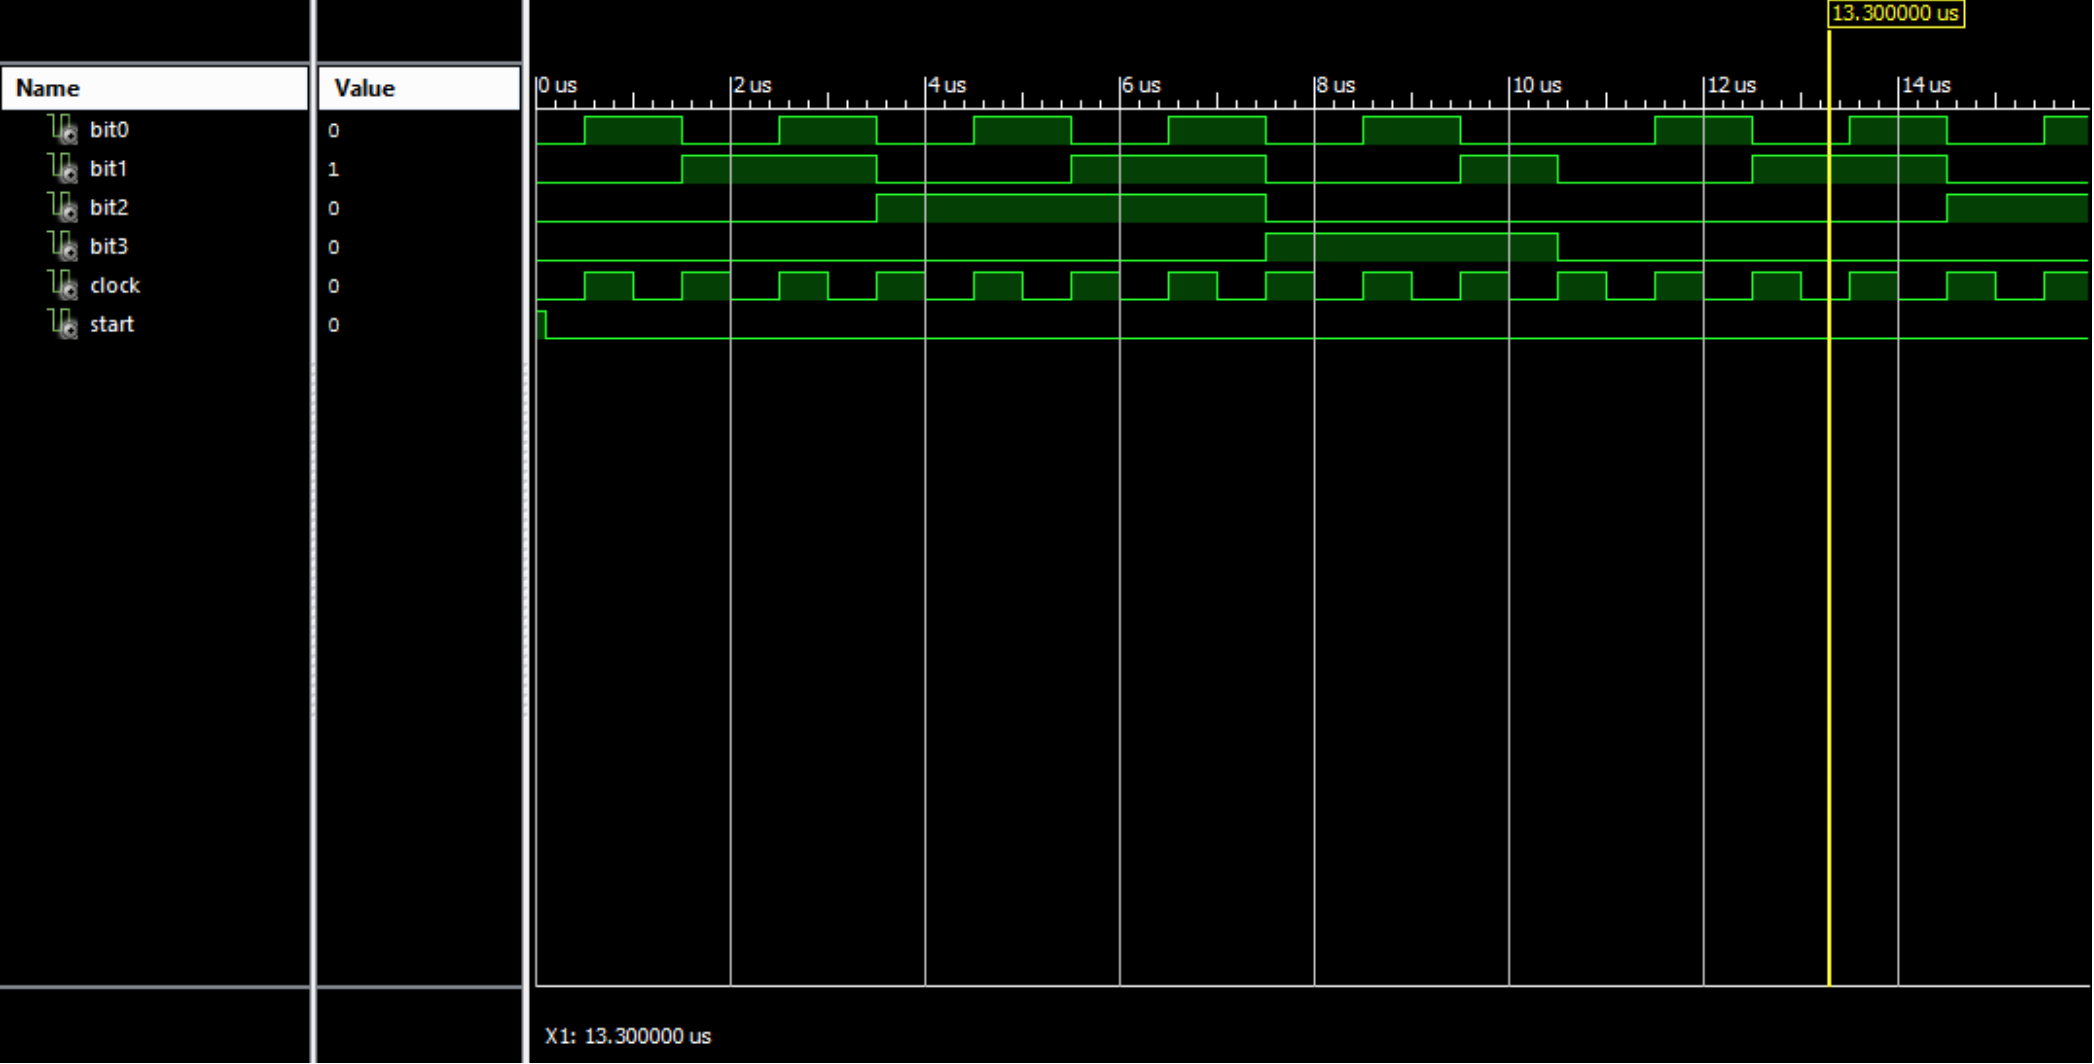 13.300000 us
Name Value 0 us 2 us 4 us 6 us 8 us 10 us 12 us 14 us
bit0 0
bit1 1
bit2 0
bit3 0
clock 0
start 0
X1: 13.300000 us